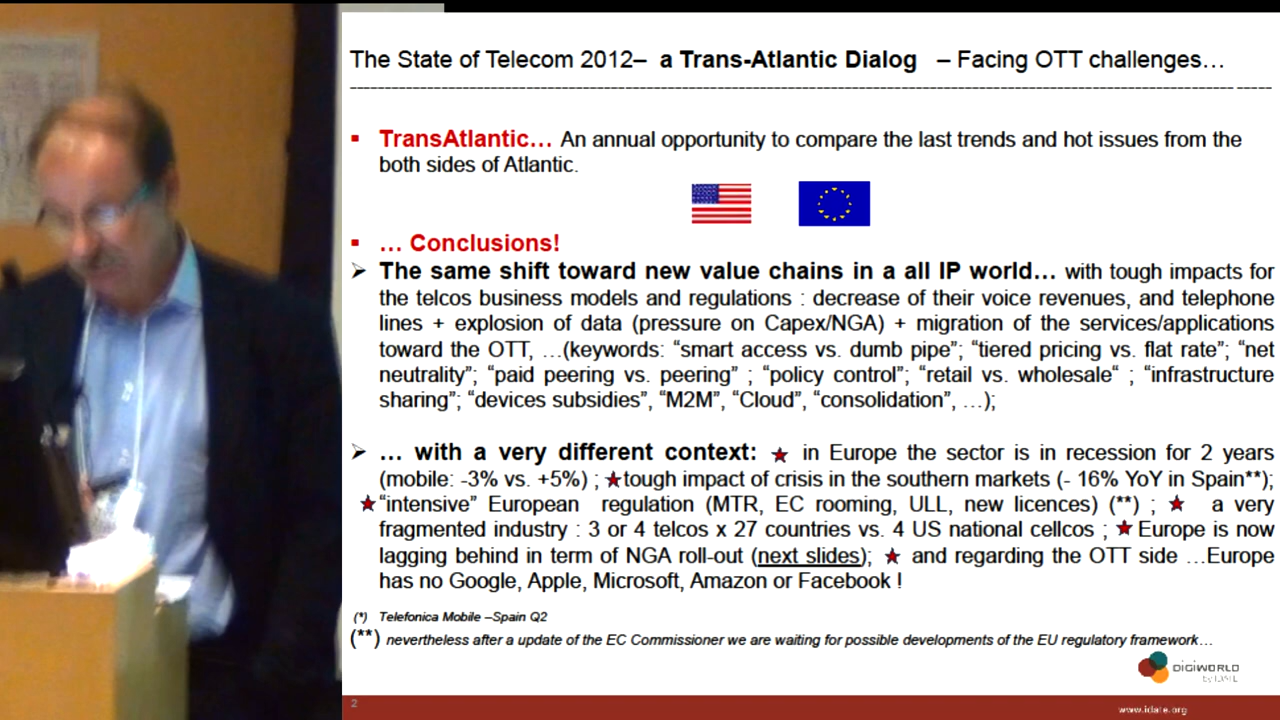 The State of Telecom 2012– a Trans-Atlantic Dialog – Facing OTT challenges…
TransAtlantic… An annual opportunity to compare the last trends and hot issues from the
both sides of Atlantic.
… Conclusions!
The same shift toward new value chains in a all IP world… with tough impacts for
the telcos business models and regulations : decrease of their voice revenues, and telephone
lines + explosion of data (pressure on Capex/NGA) + migration of the services/applications
toward the OTT, …(keywords: “smart access vs. dumb pipe”; “tiered pricing vs. flat rate”; “net
neutrality”; “paid peering vs. peering” ; “policy control”; “retail vs. wholesale“ ; “infrastructure
sharing”; “devices subsidies”, “M2M”, “Cloud”, “consolidation”, …);
… with a very different context: ★ in Europe the sector is in recession for 2 years
(mobile: -3% vs. +5%) ; ★tough impact of crisis in the southern markets (- 16% YoY in Spain**);
★“intensive” European regulation (MTR, EC rooming, ULL, new licences) (**) ; ★ a very
fragmented industry : 3 or 4 telcos x 27 countries vs. 4 US national cellcos ; ★Europe is now
lagging behind in term of NGA roll-out (next slides); ★ and regarding the OTT side …Europe
has no Google, Apple, Microsoft, Amazon or Facebook !
(*) Telefonica Mobile –Spain Q2
(**) nevertheless after a update of the EC Commissioner we are waiting for possible developments of the EU regulatory framework…
DIGIWORLD
by IDATE
2
www.idate.org